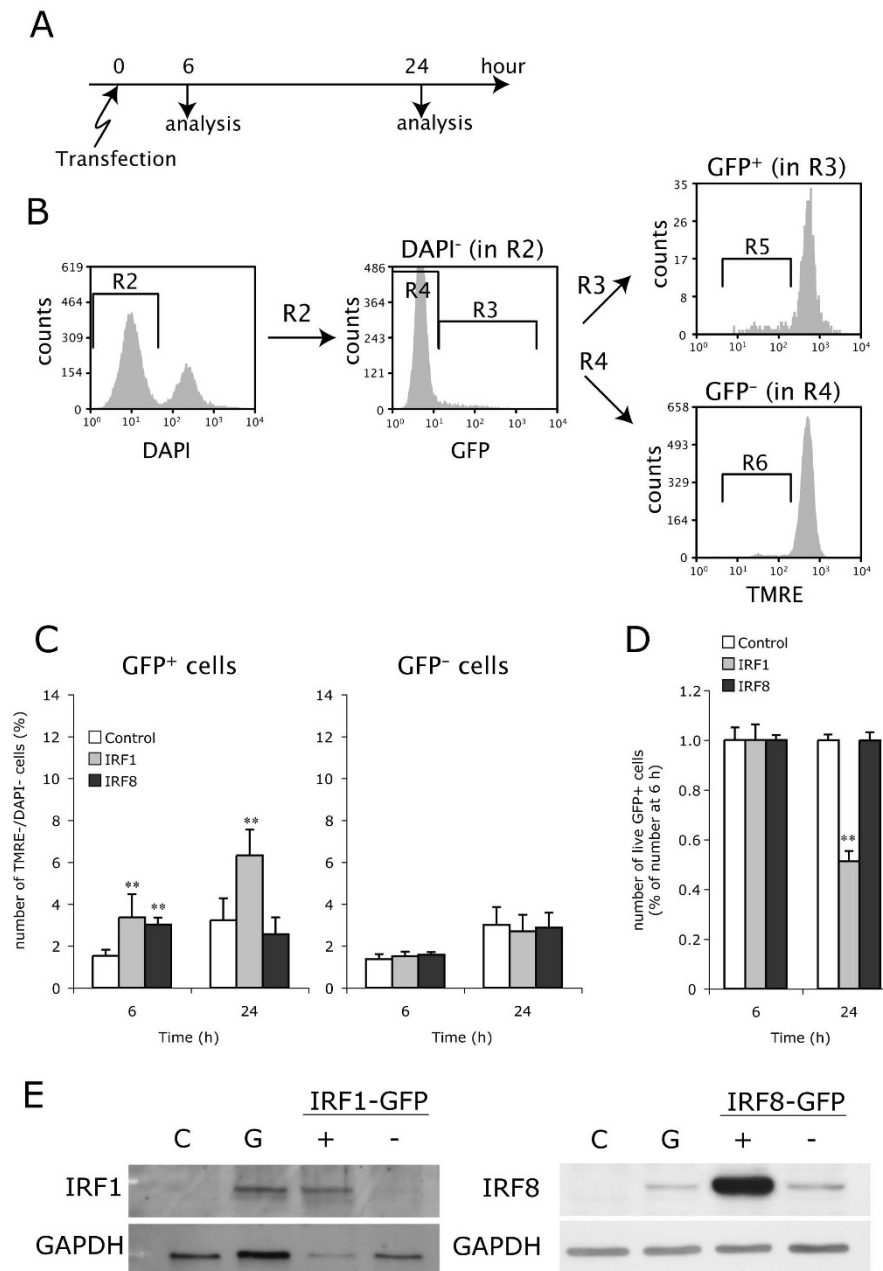 A
0 6 24 hour
analysis analysis
Transfection
B
GFP⁺ (in R3)
35
26
17
8
0
counts
R5
10⁰ 10¹ 10² 10³ 10⁴
DAPI⁻ (in R2)
619
464
309
154
0
counts
R2
10⁰ 10¹ 10² 10³ 10⁴
DAPI
R2
486
364
243
121
0
counts
R4
R3
10⁰ 10¹ 10² 10³ 10⁴
GFP
R3
R4
GFP⁻ (in R4)
658
493
329
164
0
counts
R6
10⁰ 10¹ 10² 10³ 10⁴
TMRE
C
GFP⁺ cells
number of TMRE-/DAPI- cells (%)
14
12
10
8
6
4
2
0
Control
IRF1
IRF8
** ** **
6 24
Time (h)
GFP⁻ cells
14
12
10
8
6
4
2
0
6 24
Time (h)
D
Control
IRF1
IRF8
number of live GFP+ cells
(% of number at 6 h)
1.2
1.0
0.8
0.6
0.4
0.2
0
**
6 24
Time (h)
E
IRF1-GFP
C G + -
IRF1
GAPDH
IRF8-GFP
C G + -
IRF8
GAPDH